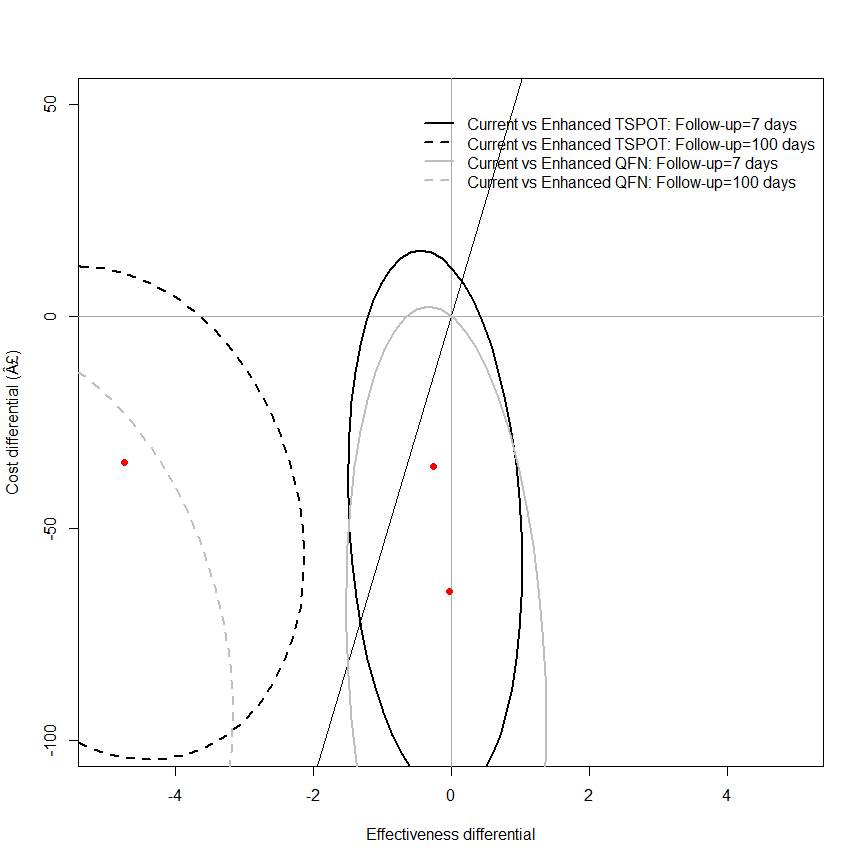 Current vs Enhanced TSPOT: Follow-up=7 days
Current vs Enhanced TSPOT: Follow-up=100 days
Current vs Enhanced QFN: Follow-up=7 days
Current vs Enhanced QFN: Follow-up=100 days
50
0
-50
-100
Cost differential (Â£)
-4
-2
0
2
4
Effectiveness differential